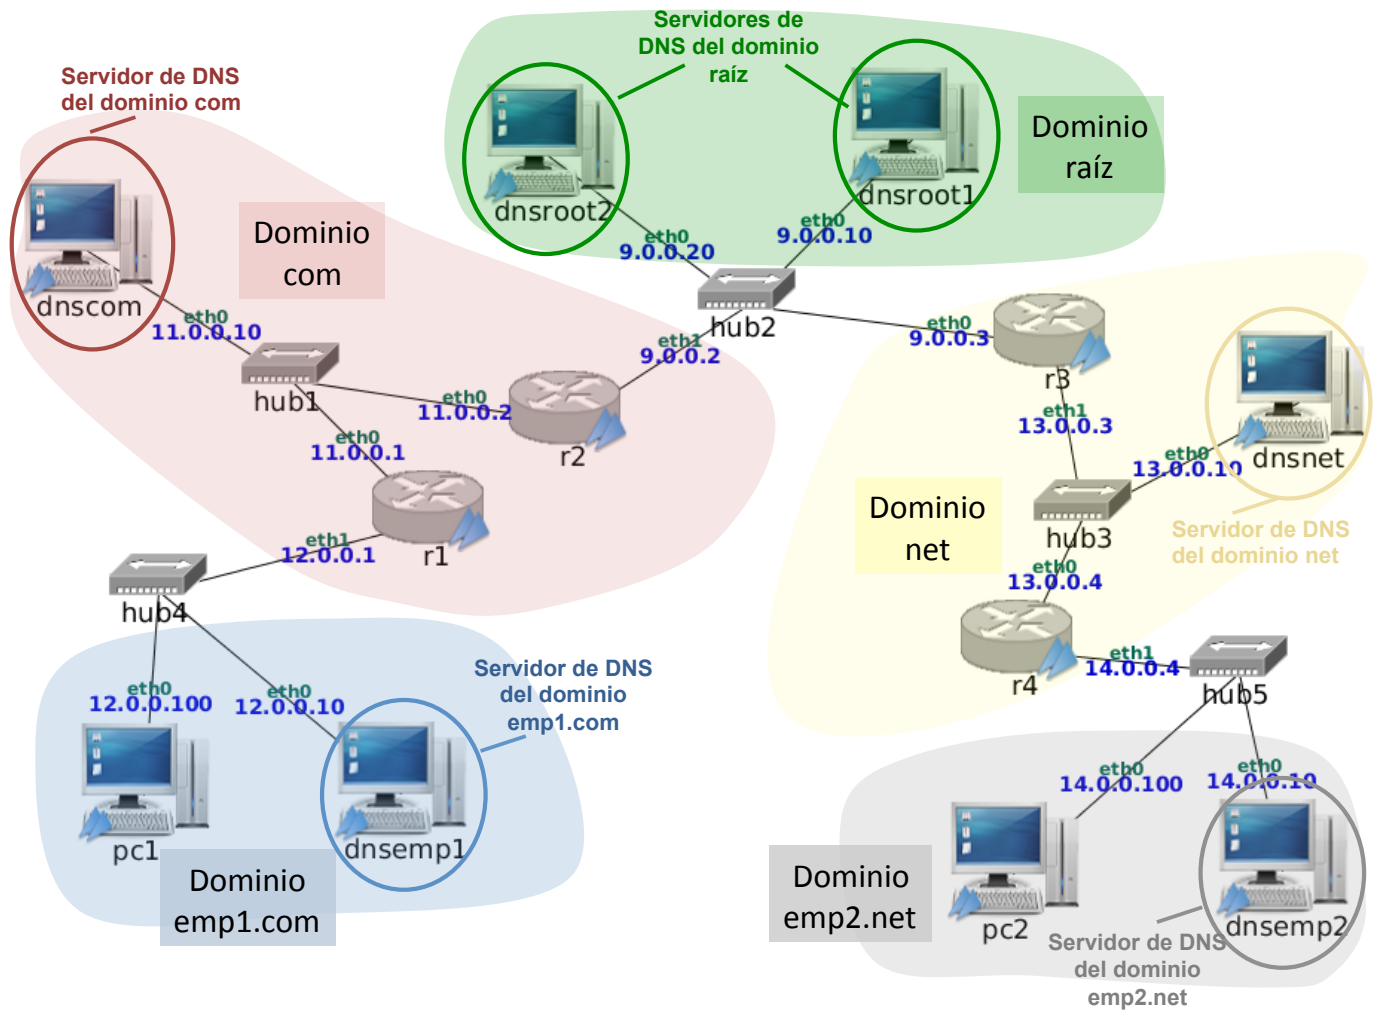 Servidores de
DNS del dominio
raíz
Servidor de DNS
del dominio com
Dominio
raíz
dnsroot2
dnsroot1
eth0
9.0.0.20
eth0
9.0.0.10
Dominio
com
dnscom
eth0
11.0.0.10
hub2
eth0
9.0.0.3
r3
eth1
9.0.0.2
hub1
eth0
11.0.0.2
r2
eth0
11.0.0.1
r1
eth1
12.0.0.1
hub4
eth1
13.0.0.3
eth0
13.0.0.10
dnsnet
Dominio
net
hub3
Servidor de DNS
del dominio net
eth0
13.0.0.4
r4
eth1
14.0.0.4
hub5
eth0
12.0.0.100
eth0
12.0.0.10
Servidor de DNS
del dominio
emp1.com
pc1
dnsemp1
Dominio
emp1.com
eth0
14.0.0.100
eth0
14.0.0.10
Dominio
emp2.net
pc2
dnsemp2
Servidor de DNS
del dominio
emp2.net